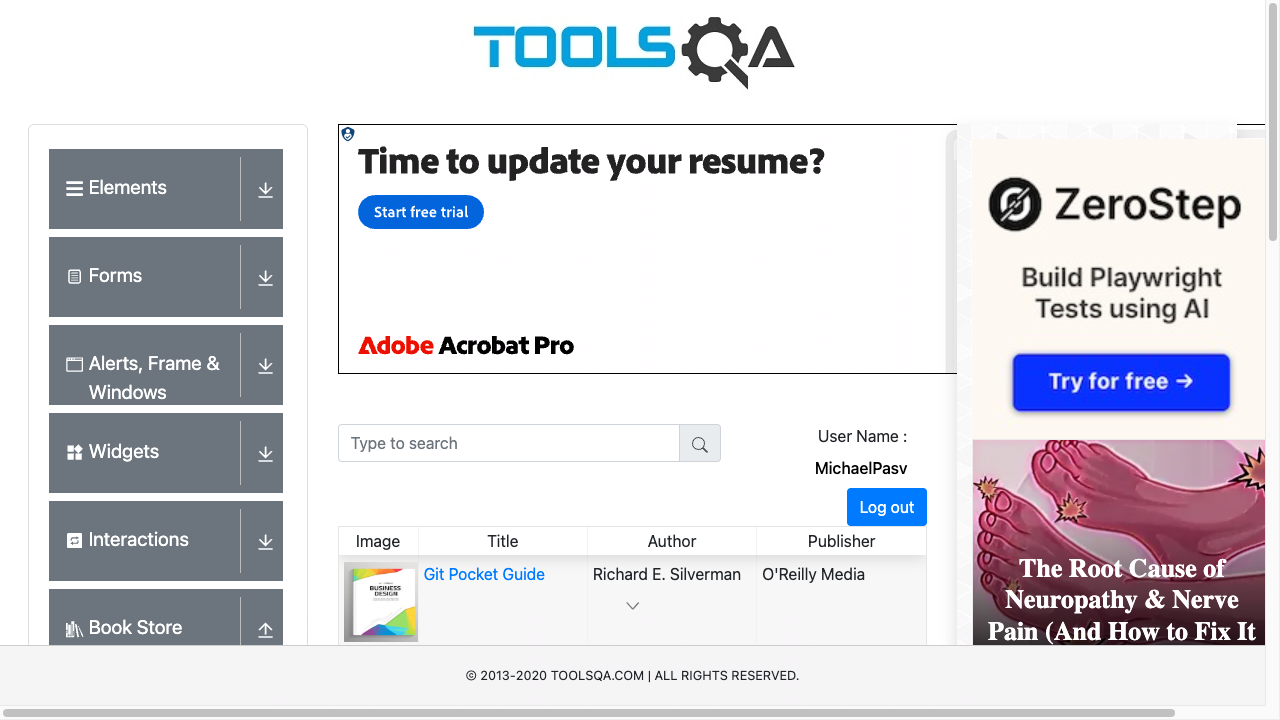 TOOLSQA
Elements
Forms
Alerts, Frame &
Windows
Widgets
Interactions
Book Store
Time to update your resume?
Start free trial
Adobe Acrobat Pro
ZeroStep
Build Playwright
Tests using AI
Try for free →
Type to search
User Name :
MichaelPasv
Log out
Image Title Author Publisher
BUSINESS
DESIGN
Git Pocket Guide Richard E. Silverman O'Reilly Media
The Root Cause of
Neuropathy & Nerve
Pain (And How to Fix It
© 2013-2020 TOOLSQA.COM | ALL RIGHTS RESERVED.